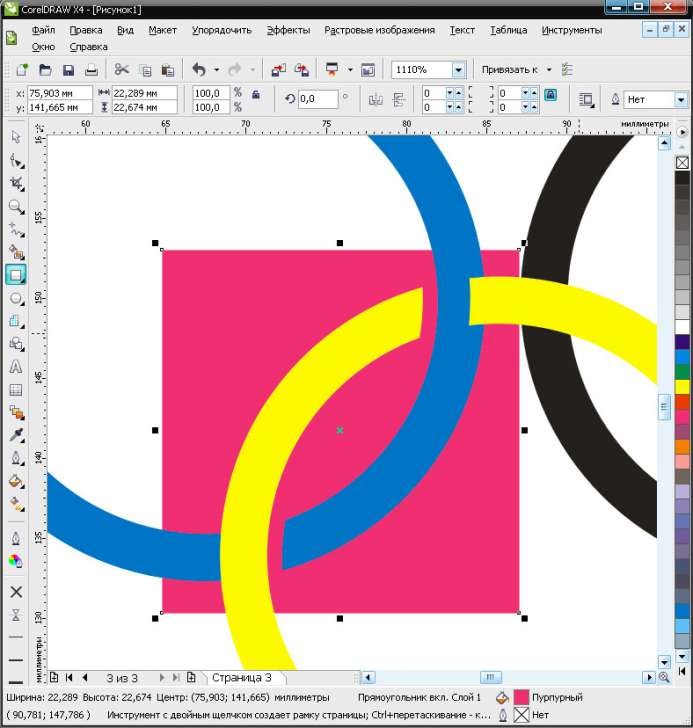 CorelDRAW X4 - [Рисунок1]
Файл Правка Вид Макет Упорядочить Эффекты Растровые изображения Текст Таблица Инструменты
Окно Справка
1110% Привязать к
x: 75,903 мм 22,289 мм 100,0 % 0,0 ° 0 0 Нет
y: 141,665 мм 22,674 мм 100,0 % 0 0
60 65 70 75 80 85 90 миллиметры
155
150
145
140
135
130
миллиметры
3 из 3 Страница 3
Ширина: 22,289 Высота: 22,674 Центр: (75,903; 141,665) миллиметры Прямоугольник вкл. Слой 1 Пурпурный
( 90,781; 147,786 ) Инструмент с двойным щелчком создает рамку страницы; Ctrl+перетаскивание - к... Нет